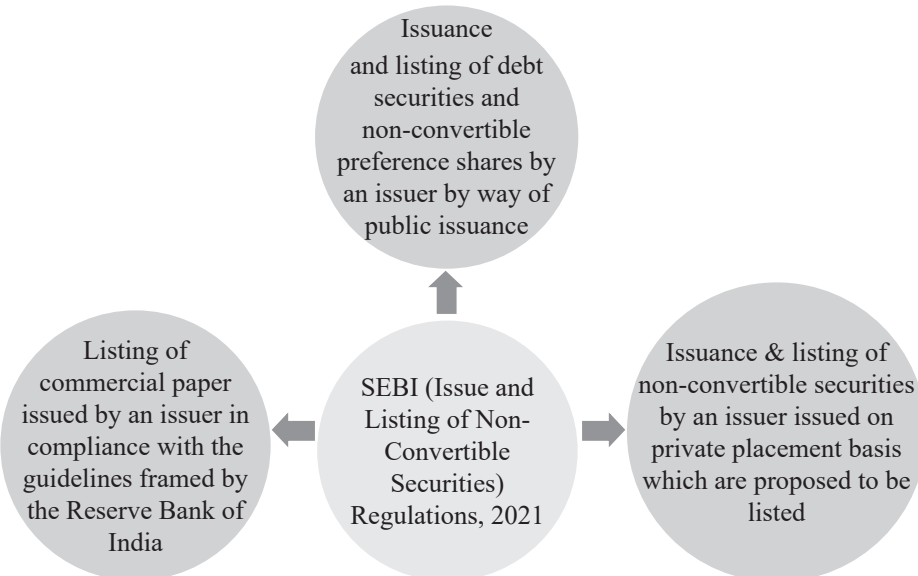 Issuance
and listing of debt
securities and
non-convertible
preference shares by
an issuer by way of
public issuance
Listing of
commercial paper
issued by an issuer in
compliance with the
guidelines framed by
the Reserve Bank of
India
SEBI (Issue and
Listing of Non-
Convertible
Securities)
Regulations, 2021
Issuance & listing of
non-convertible securities
by an issuer issued on
private placement basis
which are proposed to be
listed